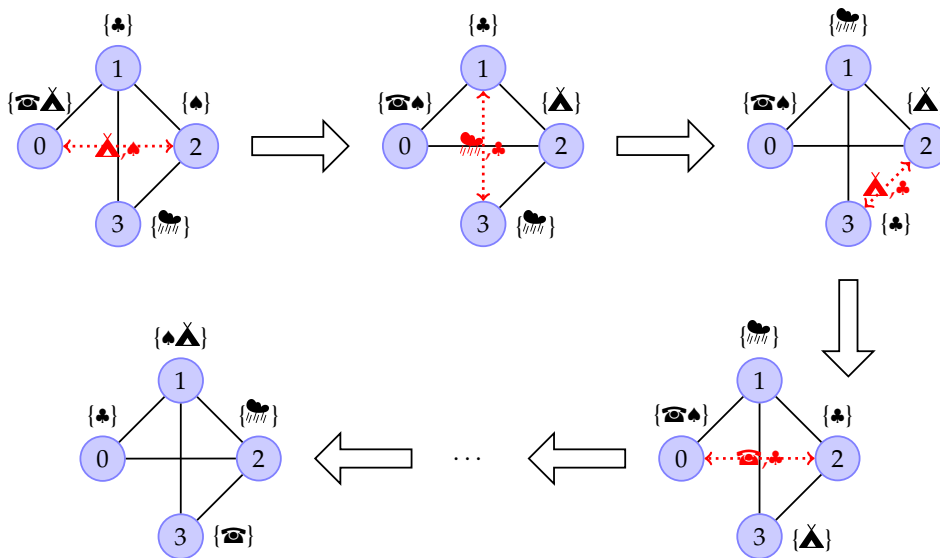 {♣} {♣} {⛈}
1 1 1
{☎⛺} {♠} {☎♠} {⛺} {☎♠} {⛺}
0 ⛺,♠ 2 0 ⛈,♣ 2 0 2
⛺,♣
3 {⛈} 3 {⛈} 3 {♣}
{♠⛺} {⛈}
1 1
{♣} {⛈} {☎♠} {♣}
0 2 ... 0 ☎,♣ 2
3 {☎} 3 {⛺}